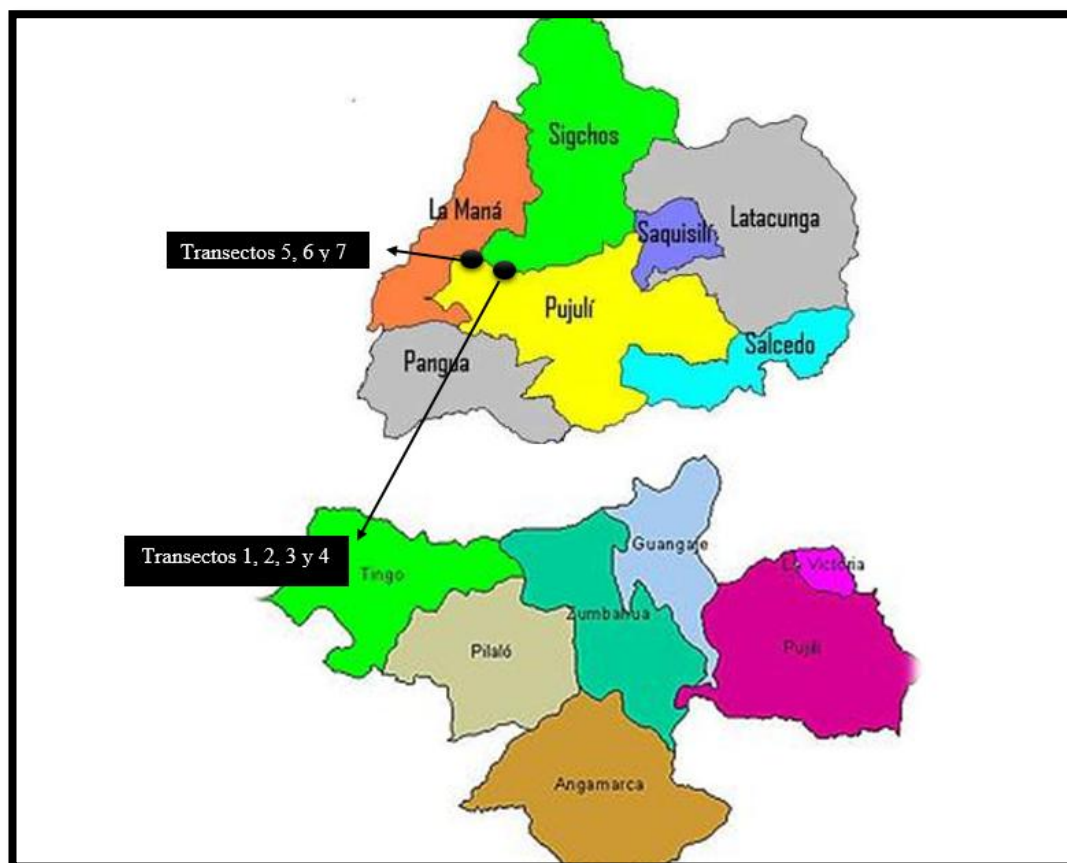 Sigchos
La Maná
Latacunga
Saquisilí
Transectos 5, 6 y 7
Pujulí
Salcedo
Pangua
Guangaje
Transectos 1, 2, 3 y 4
La Victoria
Tingo
Zumbahua
Pilaló
Pujilí
Angamarca